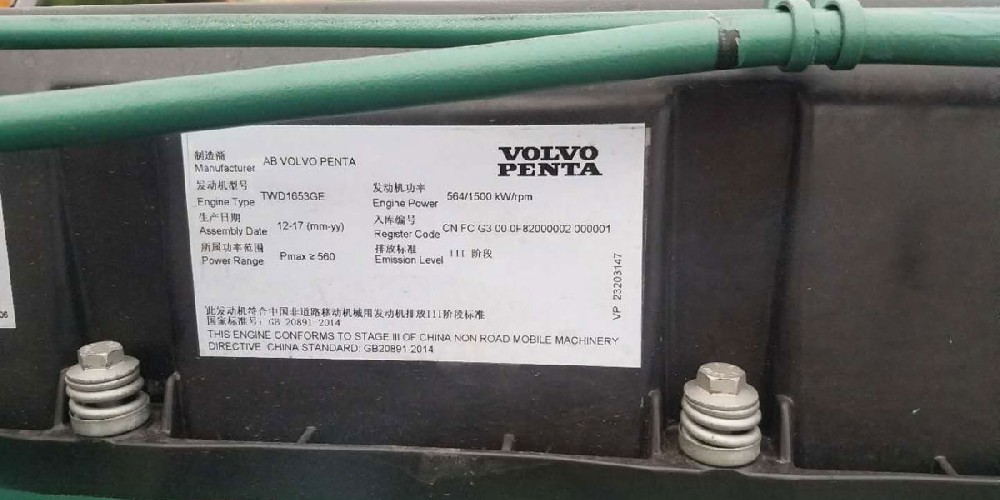 制造商
Manufacturer AB VOLVO PENTA
VOLVO
PENTA
发动机型号
Engine Type TWD1653GE
发动机功率
Engine Power 564/1500 kW/rpm
生产日期
Assembly Date 12-17 (mm-yy)
入库编号
Register Code CN FC G3 00 0F82000002 000001
所属功率范围
Power Range Pmax ≥ 560
排放标准
Emission Level III 阶段
VP 23203147
此发动机符合中国非道路移动机械用发动机排放III阶段标准
国家标准号: GB 20891-2014
THIS ENGINE CONFORMS TO STAGE III OF CHINA NON ROAD MOBILE MACHINERY
DIRECTIVE, CHINA STANDARD: GB20891-2014
06